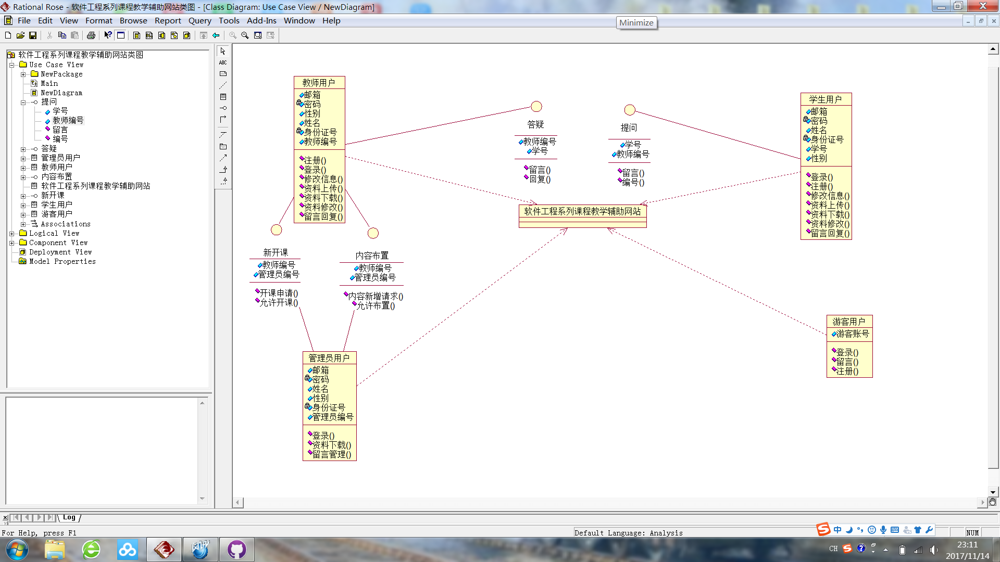 Rational Rose - 软件工程系列课程教学辅助网站类图 - [Class Diagram: Use Case View / NewDiagram]
File Edit View Format Browse Report Query Tools Add-Ins Window Help
Minimize
软件工程系列课程教学辅助网站类图
Use Case View
NewPackage
Main
NewDiagram
提问
学号
教师编号
留言
编号
答疑
管理员用户
教师用户
内容布置
软件工程系列课程教学辅助网站
新开课
学生用户
游客用户
Associations
Logical View
Component View
Deployment View
Model Properties
ABC
教师用户
邮箱
密码
性别
姓名
身份证号
教师编号
注册()
登录()
修改信息()
资料上传()
资料下载()
资料修改()
留言回复()
答疑
教师编号
学号
留言()
回复()
提问
学号
教师编号
留言()
编号()
学生用户
邮箱
密码
姓名
身份证号
学号
性别
登录()
注册()
修改信息()
资料上传()
资料下载()
资料修改()
留言回复()
软件工程系列课程教学辅助网站
新开课
教师编号
管理员编号
开课申请()
允许开课()
内容布置
教师编号
管理员编号
内容新增请求()
允许布置()
管理员用户
邮箱
密码
姓名
性别
身份证号
管理员编号
登录()
资料下载()
留言管理()
游客用户
游客账号
登录()
留言()
注册()
Log
For Help, press F1
Default Language: Analysis
中
NUM
CH
23:11
2017/11/14